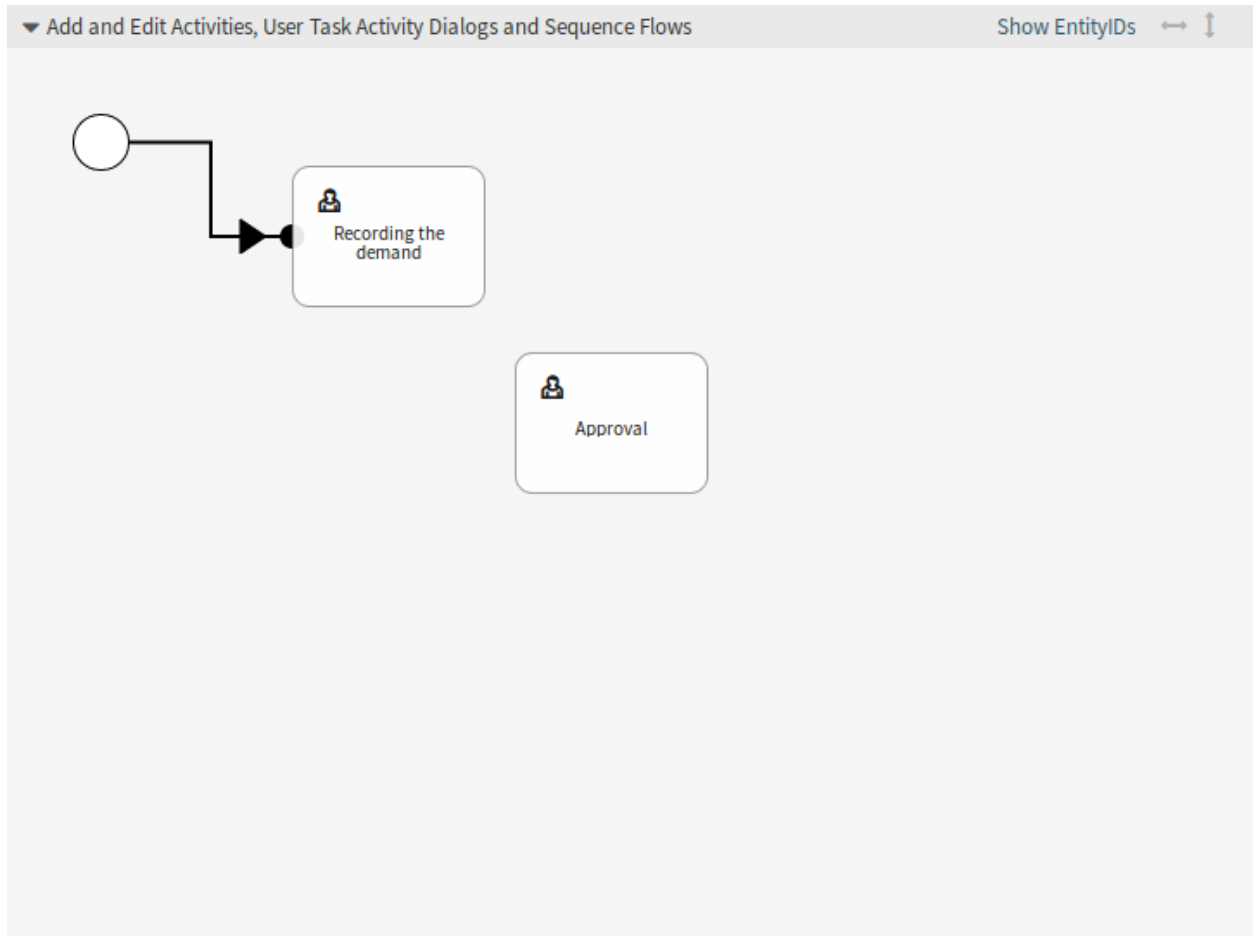 Add and Edit Activities, User Task Activity Dialogs and Sequence Flows
Show EntityIDs
Recording the
demand
Approval